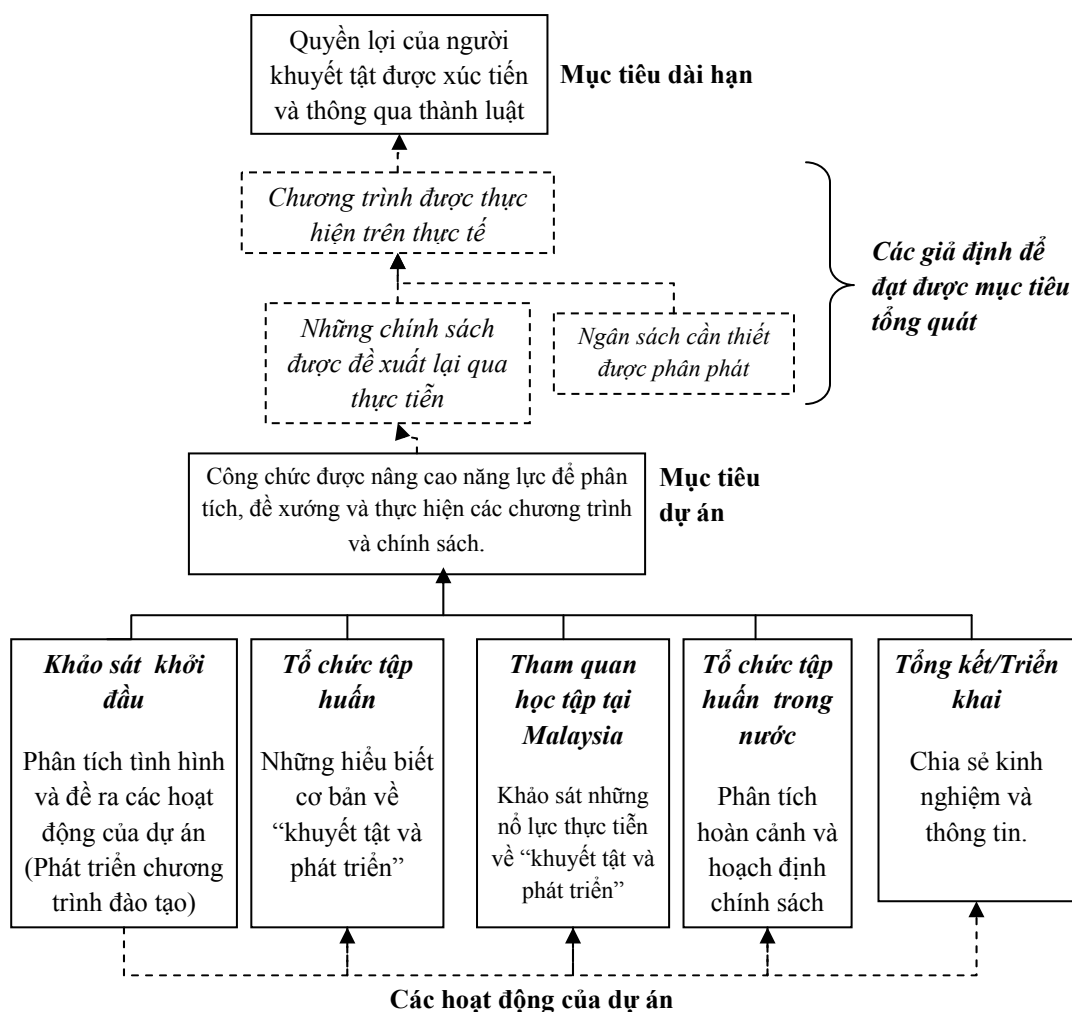 Quyền lợi của người
khuyết tật được xúc tiến
và thông qua thành luật
Mục tiêu dài hạn
Chương trình được thực
hiện trên thực tế
Các giả định để
đạt được mục tiêu
tổng quát
Những chính sách
được đề xuất lại qua
thực tiễn
Ngân sách cần thiết
được phân phát
Công chức được nâng cao năng lực để phân
tích, đề xướng và thực hiện các chương trình
và chính sách.
Mục tiêu
dự án
Khảo sát khởi
đầu
Phân tích tình hình
và đề ra các hoạt
động của dự án
(Phát triển chương
trình đào tạo)
Tổ chức tập
huấn
Những hiểu biết
cơ bản về
“khuyết tật và
phát triển”
Tham quan
học tập tại
Malaysia
Khảo sát những
nổ lực thực tiễn
về “khuyết tật và
phát triển”
Tổ chức tập
huấn trong
nước
Phân tích
hoàn cảnh và
hoạch định
chính sách
Tổng kết/Triển
khai
Chia sẻ kinh
nghiệm và
thông tin.
Các hoạt động của dự án